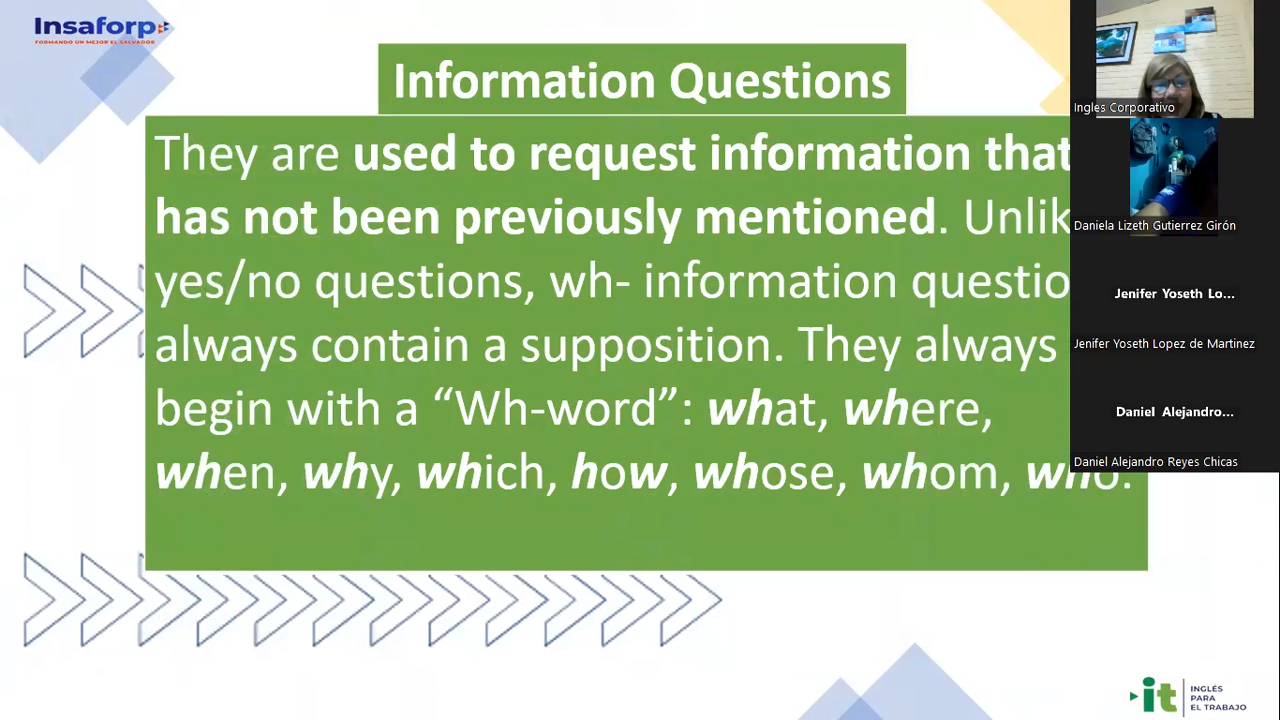 Insaforp
FORMANDO UN MEJOR EL SALVADOR
Information Questions
They are used to request information that
has not been previously mentioned. Unlik
yes/no questions, wh- information questio
always contain a supposition. They always
begin with a “Wh-word”: what, where,
when, why, which, how, whose, whom, who.
Ingles Corporativo
Daniela Lizeth Gutierrez Girón
Jenifer Yoseth Lo...
Jenifer Yoseth Lopez de Martinez
Daniel Alejandro...
Daniel Alejandro Reyes Chicas
it
INGLÉS
PARA
EL TRABAJO